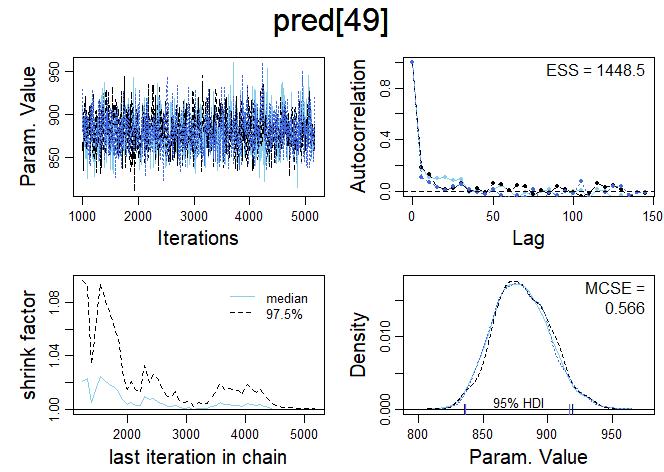 pred[49]
Param. Value
950
900
850
1000 2000 3000 4000 5000
Iterations
Autocorrelation
0.8
0.4
0.0
ESS = 1448.5
0 50 100 150
Lag
shrink factor
1.08
1.04
1.00
median
97.5%
2000 3000 4000 5000
last iteration in chain
Density
0.010
0.000
MCSE =
0.566
95% HDI
800 850 900 950
Param. Value